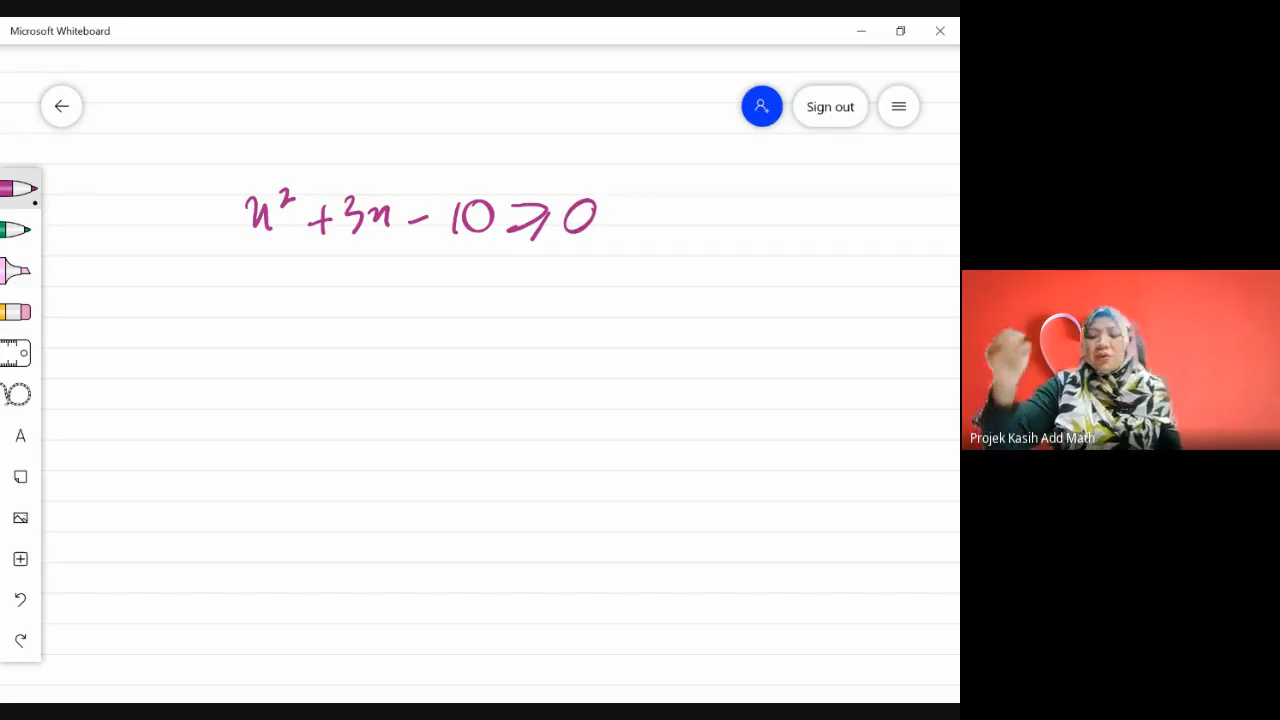 Microsoft Whiteboard
Sign out
x² + 3x - 10 ⩾ 0
A
Projek Kasih Add Math